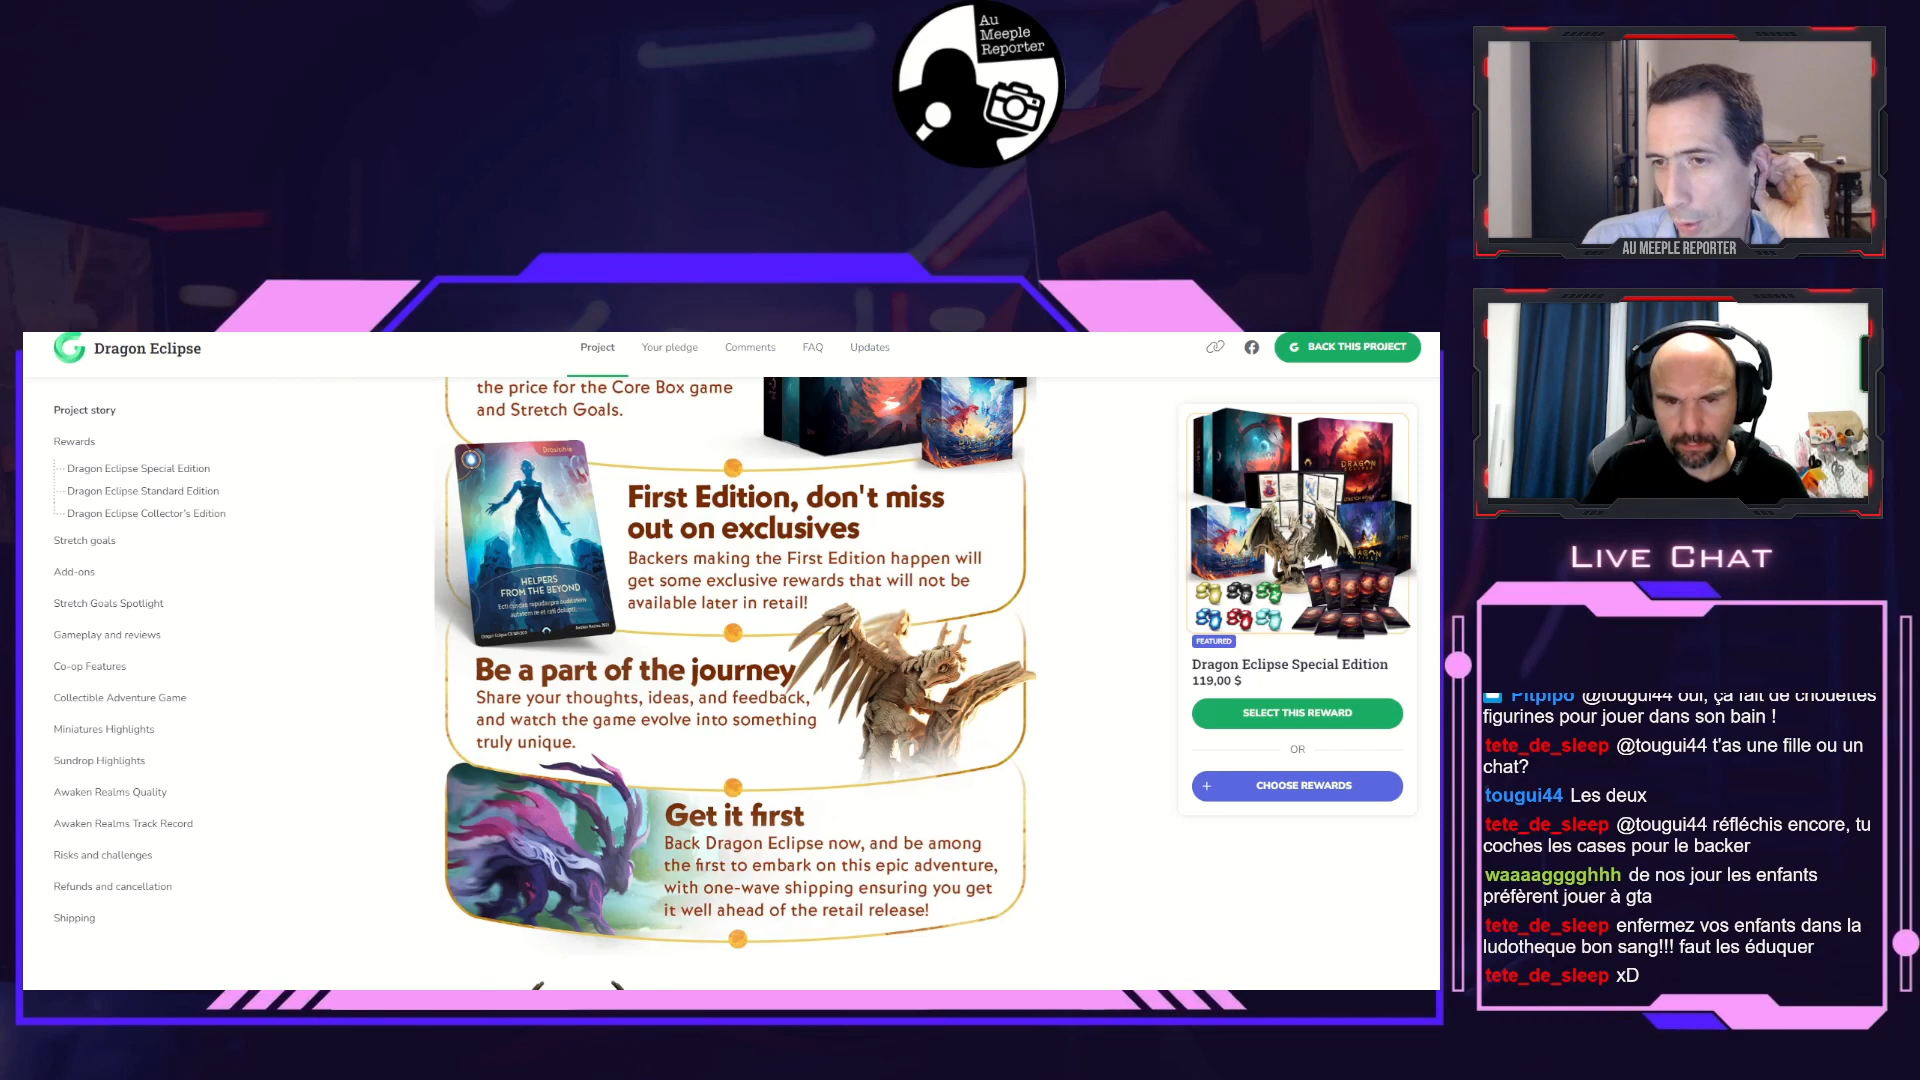 Au
Meeple
Reporter
AU MEEPLE REPORTER
Dragon Eclipse
Project
Your pledge
Comments
FAQ
Updates
BACK THIS PROJECT
Project story
Rewards
Dragon Eclipse Special Edition
Dragon Eclipse Standard Edition
Dragon Eclipse Collector's Edition
Stretch goals
Add-ons
Stretch Goals Spotlight
Gameplay and reviews
Co-op Features
Collectible Adventure Game
Miniatures Highlights
Sundrop Highlights
Awaken Realms Quality
Awaken Realms Track Record
Risks and challenges
Refunds and cancellation
Shipping
the price for the Core Box game
and Stretch Goals.
HELPERS
FROM THE BEYOND
First Edition, don't miss
out on exclusives
Backers making the First Edition happen will
get some exclusive rewards that will not be
available later in retail!
Be a part of the journey
Share your thoughts, ideas, and feedback,
and watch the game evolve into something
truly unique.
Get it first
Back Dragon Eclipse now, and be among
the first to embark on this epic adventure,
with one-wave shipping ensuring you get
it well ahead of the retail release!
DRAGON
FEATURED
Dragon Eclipse Special Edition
119,00 $
SELECT THIS REWARD
OR
+ CHOOSE REWARDS
LIVE CHAT
Pitpipo @tougui44 oui, ça fait de chouettes
figurines pour jouer dans son bain !
tete_de_sleep @tougui44 t'as une fille ou un
chat?
tougui44 Les deux
tete_de_sleep @tougui44 réfléchis encore, tu
coches les cases pour le backer
waaaagggghhh de nos jour les enfants
préfèrent jouer à gta
tete_de_sleep enfermez vos enfants dans la
ludotheque bon sang!!! faut les éduquer
tete_de_sleep xD